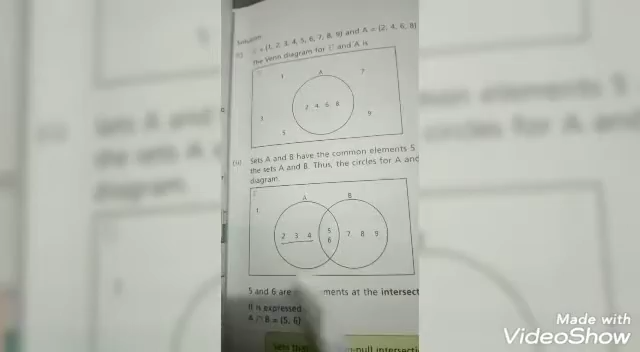 Solution
(i) = {1, 2, 3, 4, 5, 6, 7, 8, 9} and A = {2, 4, 6, 8}
the Venn diagram for and A is
1 A 7
2 4 6 8
3 9
5
(ii) Sets A and B have the common elements 5
the sets A and B. Thus, the circles for A and
diagram.
A B
1
2 3 4 5 6 7 8 9
5 and 6 are ments at the intersect
It is expressed
A ∩ B = {5, 6}
-null intersecti
Made with
VideoShow